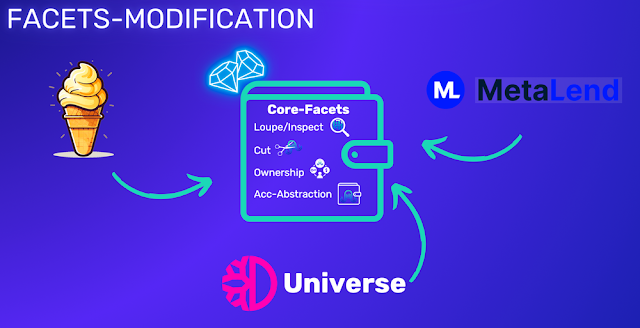 FACETS-MODIFICATION
Core-Facets
Loupe/Inspect
Cut
Ownership
Acc-Abstraction
ML MetaLend
Universe